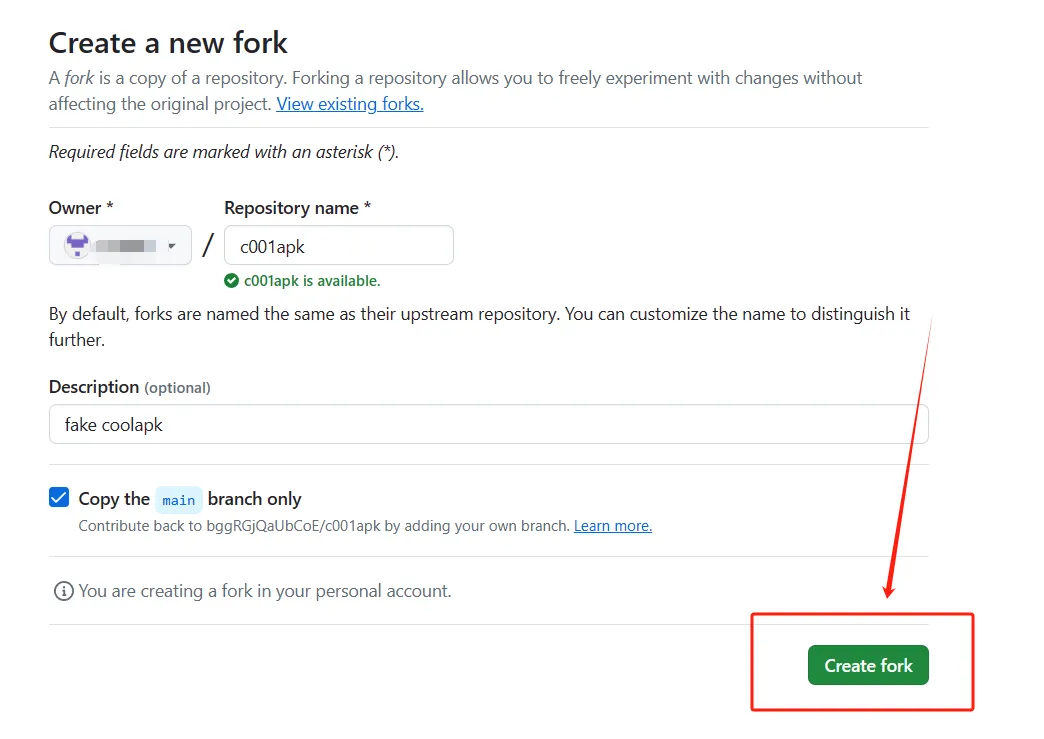 Create a new fork
A fork is a copy of a repository. Forking a repository allows you to freely experiment with changes without
affecting the original project. View existing forks.
Required fields are marked with an asterisk (*).
Owner * Repository name *
/ c001apk
c001apk is available.
By default, forks are named the same as their upstream repository. You can customize the name to distinguish it
further.
Description (optional)
fake coolapk
Copy the main branch only
Contribute back to bggRGjQaUbCoE/c001apk by adding your own branch. Learn more.
You are creating a fork in your personal account.
Create fork